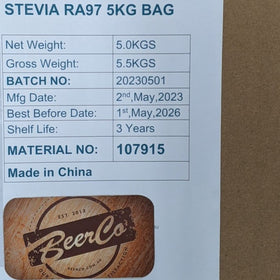 STEVIA RA97 5KG BAG
Net Weight: 5.0KGS
Gross Weight: 5.5KGS
BATCH NO: 20230501
Mfg Date: 2nd,May,2023
Best Before Date: 1st,May,2026
Shelf Life: 3 Years
MATERIAL NO: 107915
Made in China
EST. 2012
BeerCo